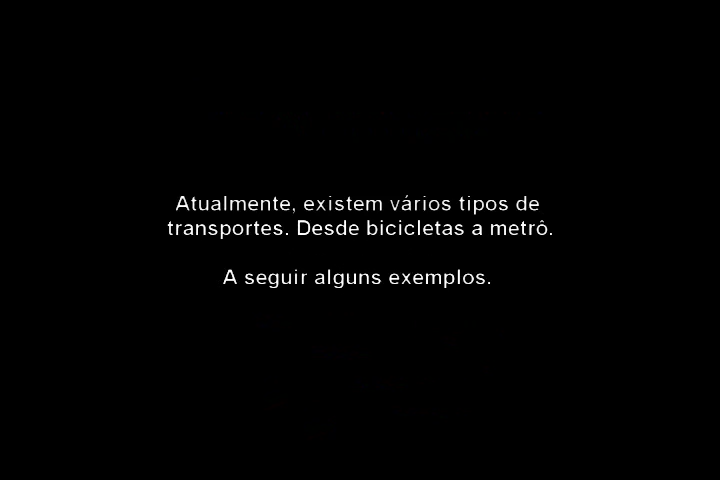 Atualmente, existem vários tipos de
transportes. Desde bicicletas a metrô.
A seguir alguns exemplos.